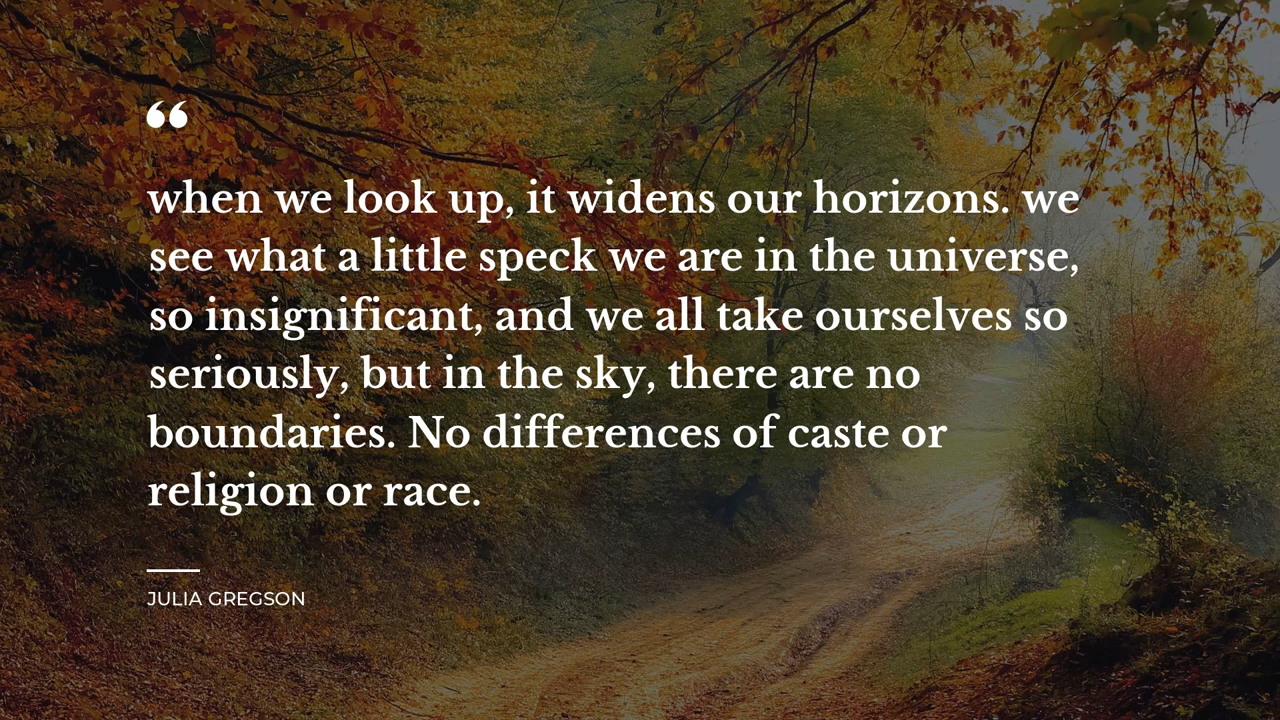 “
when we look up, it widens our horizons. we
see what a little speck we are in the universe,
so insignificant, and we all take ourselves so
seriously, but in the sky, there are no
boundaries. No differences of caste or
religion or race.
JULIA GREGSON